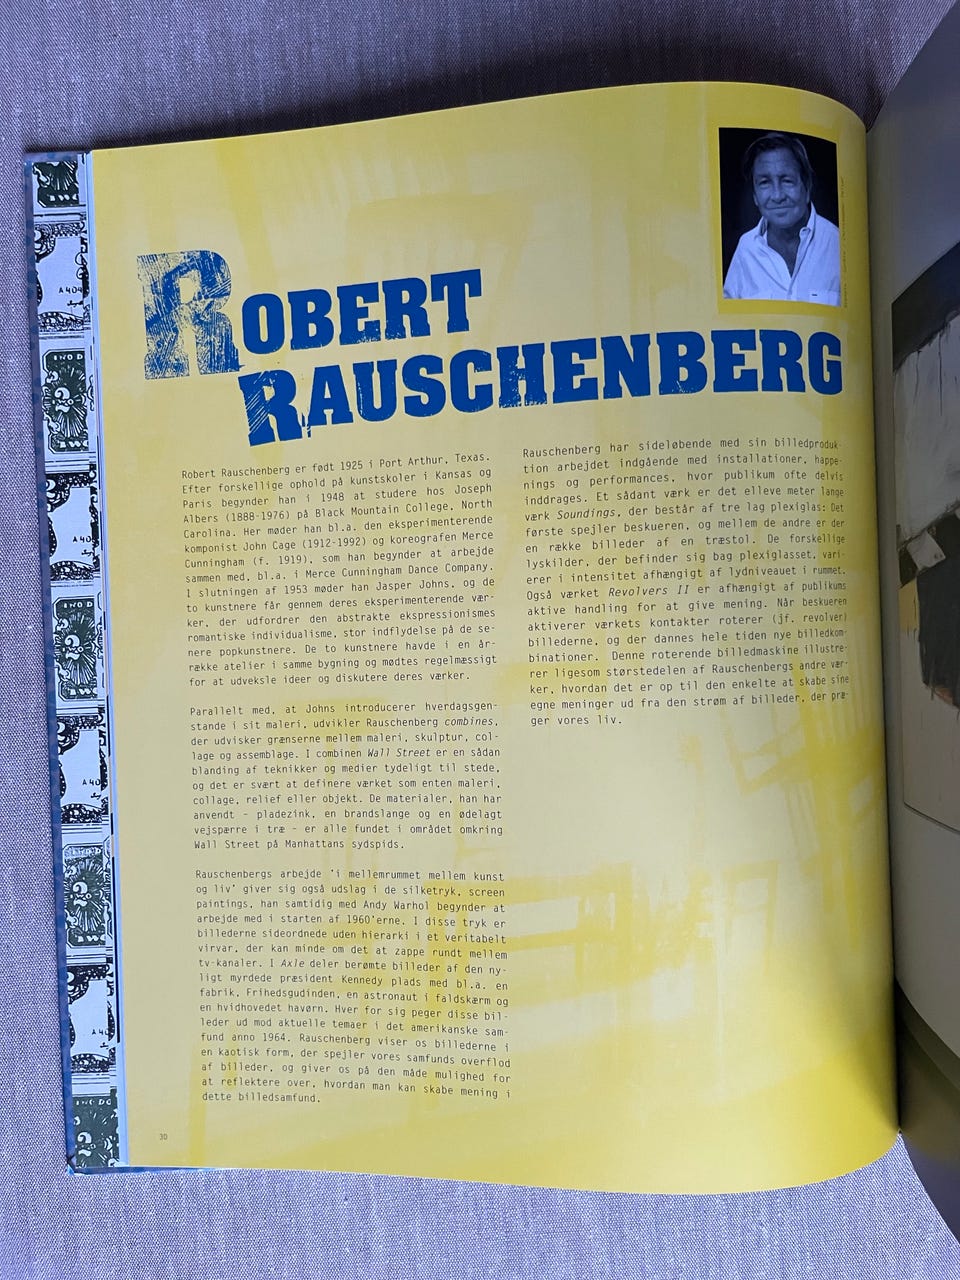 ROBERT
RAUSCHENBERG
Robert Rauschenberg er født 1925 i Port Arthur, Texas.
Efter forskellige ophold på kunstskoler i Kansas og
Paris begynder han i 1948 at studere hos Joseph
Albers (1888-1976) på Black Mountain College, North
Carolina. Her møder han bl.a. den eksperimenterende
komponist John Cage (1912-1992) og koreografen Merce
Cunningham (f. 1919), som han begynder at arbejde
sammen med, bl.a. i Merce Cunningham Dance Company.
I slutningen af 1953 møder han Jasper Johns, og de
to kunstnere får gennem deres eksperimenterende vær-
ker, der udfordrer den abstrakte ekspressionismes
romantiske individualisme, stor indflydelse på de se-
nere popkunstnere. De to kunstnere havde i en år-
række atelier i samme bygning og mødtes regelmæssigt
for at udveksle ideer og diskutere deres værker.
Parallelt med, at Johns introducerer hverdagsgen-
stande i sit maleri, udvikler Rauschenberg combines,
der udvisker grænserne mellem maleri, skulptur, col-
lage og assemblage. I combinen Wall Street er en sådan
blanding af teknikker og medier tydeligt til stede,
og det er svært at definere værket som enten maleri,
collage, relief eller objekt. De materialer, han har
anvendt - pladezink, en brandslange og en ødelagt
vejspærre i træ - er alle fundet i området omkring
Wall Street på Manhattans sydspids.
Rauschenbergs arbejde 'i mellemrummet mellem kunst
og liv' giver sig også udslag i de silketryk, screen
paintings, han samtidig med Andy Warhol begynder at
arbejde med i starten af 1960'erne. I disse tryk er
billederne sideordnede uden hierarki i et veritabelt
virvar, der kan minde om det at zappe rundt mellem
tv-kanaler. I Axle deler berømte billeder af den ny-
ligt myrdede præsident Kennedy plads med bl.a. en
fabrik, Frihedsgudinden, en astronaut i faldskærm og
en hvidhovedet havørn. Hver for sig peger disse bil-
leder ud mod aktuelle temaer i det amerikanske sam-
fund anno 1964. Rauschenberg viser os billederne i
en kaotisk form, der spejler vores samfunds overflod
af billeder, og giver os på den måde mulighed for
at reflektere over, hvordan man kan skabe mening i
dette billedsamfund.
Rauschenberg har sideløbende med sin billedproduk-
tion arbejdet indgående med installationer, happe-
nings og performances, hvor publikum ofte delvis
inddrages. Et sådant værk er det elleve meter lange
værk Soundings, der består af tre lag plexiglas: Det
første spejler beskueren, og mellem de andre er der
en række billeder af en træstol. De forskellige
lyskilder, der befinder sig bag plexiglasset, vari-
erer i intensitet afhængigt af lydniveauet i rummet.
Også værket Revolvers II er afhængigt af publikums
aktive handling for at give mening. Når beskueren
aktiverer værkets kontakter roterer (jf. revolver)
billederne, og der dannes hele tiden nye billedkom-
binationer. Denne roterende billedmaskine illustre-
rer ligesom størstedelen af Rauschenbergs andre vær-
ker, hvordan det er op til den enkelte at skabe sine
egne meninger ud fra den strøm af billeder, der præ-
ger vores liv.
30